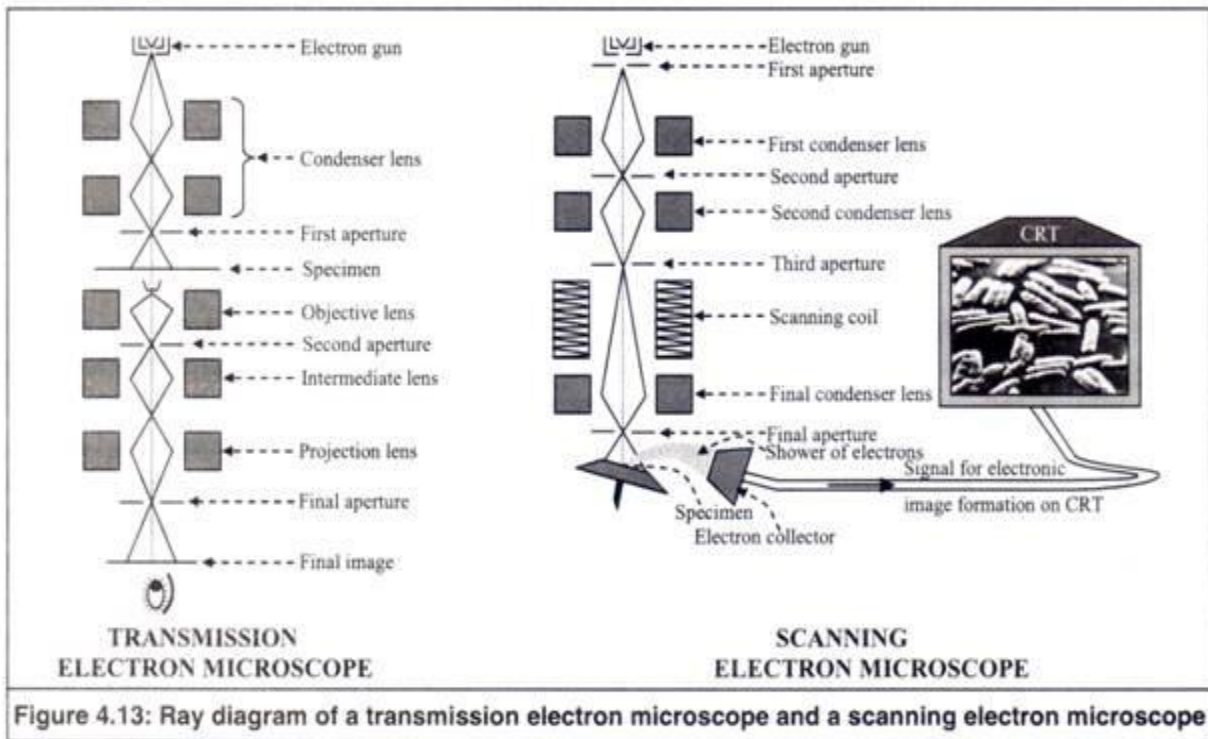 Electron gun
Condenser lens
First aperture
Specimen
Objective lens
Second aperture
Intermediate lens
Projection lens
Final aperture
Final image
TRANSMISSION
ELECTRON MICROSCOPE
Electron gun
First aperture
First condenser lens
Second aperture
Second condenser lens
Third aperture
Scanning coil
Final condenser lens
Final aperture
Shower of electrons
Specimen
Electron collector
CRT
Signal for electronic
image formation on CRT
SCANNING
ELECTRON MICROSCOPE
Figure 4.13: Ray diagram of a transmission electron microscope and a scanning electron microscope